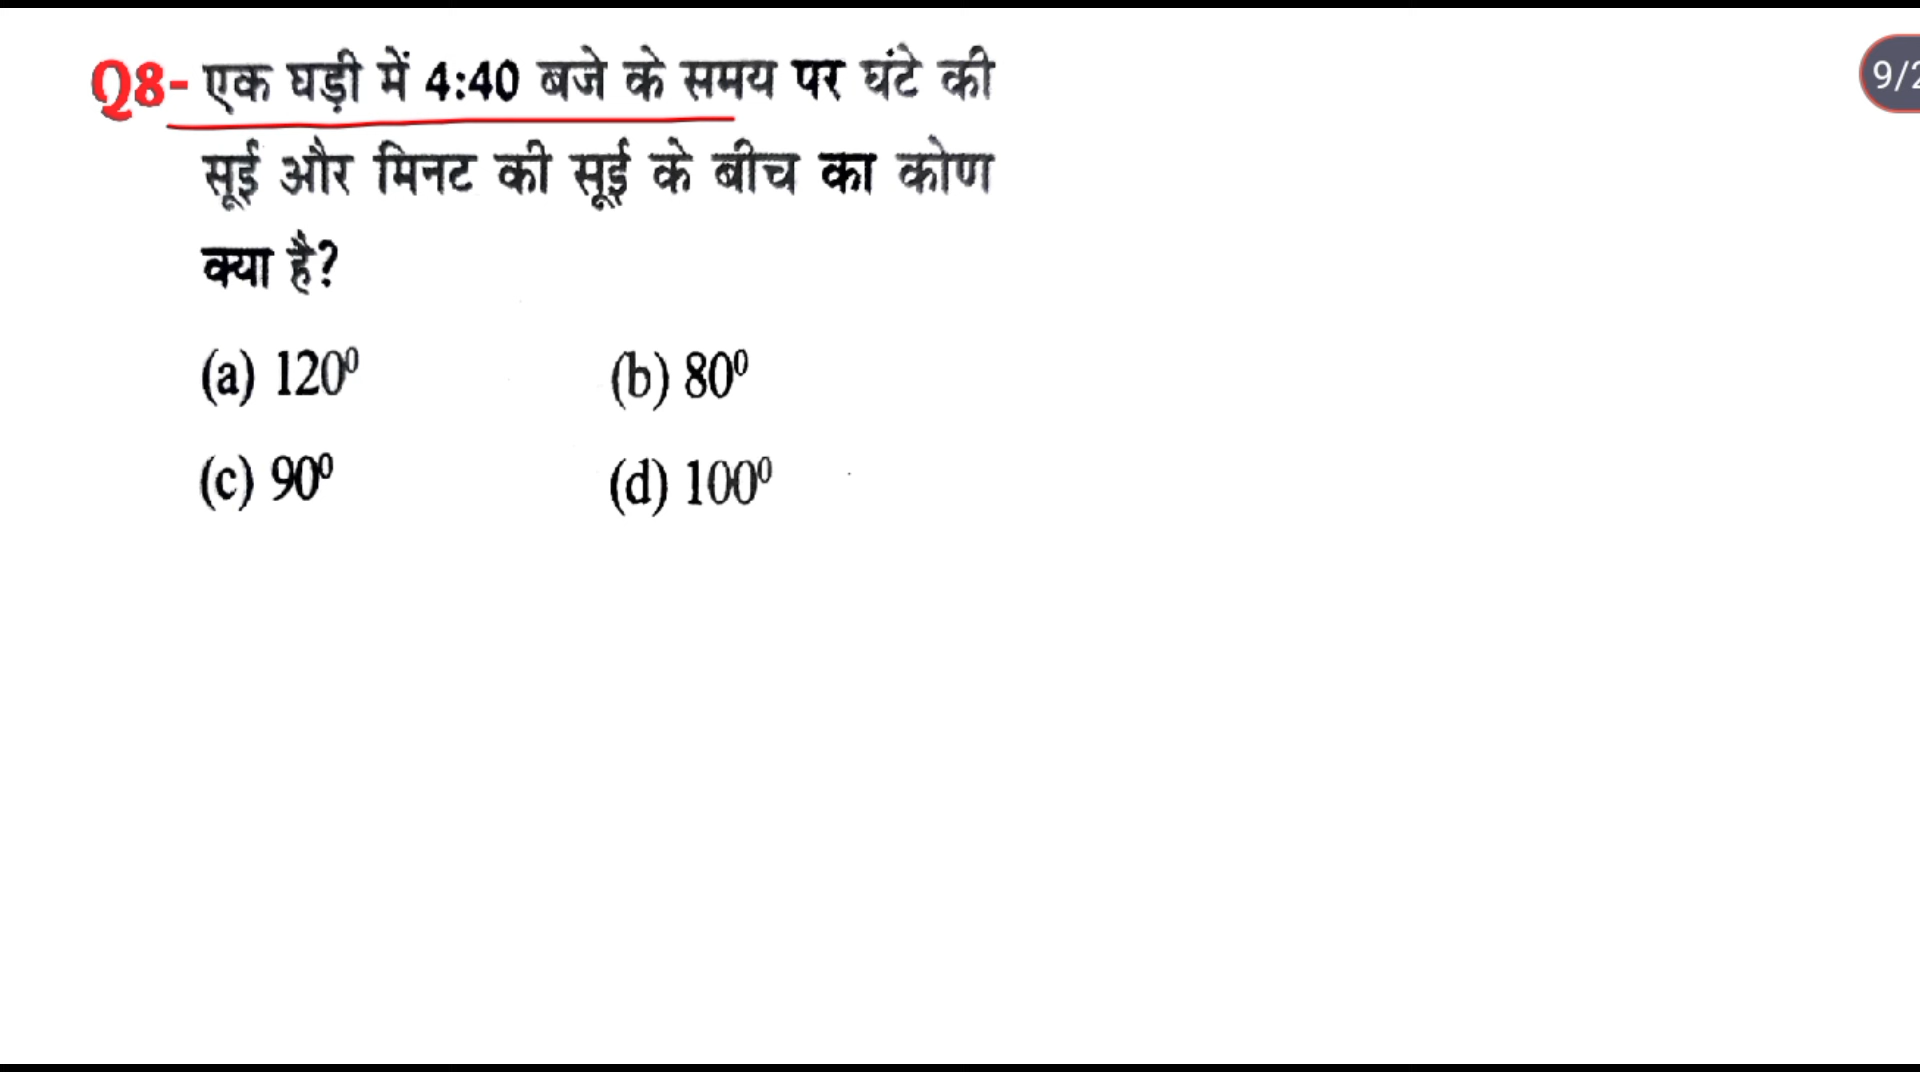 Q8- एक घड़ी में 4:40 बजे के समय पर घंटे की
सूई और मिनट की सूई के बीच का कोण
क्या है?
(a) 120⁰ (b) 80⁰
(c) 90⁰ (d) 100⁰
9/2